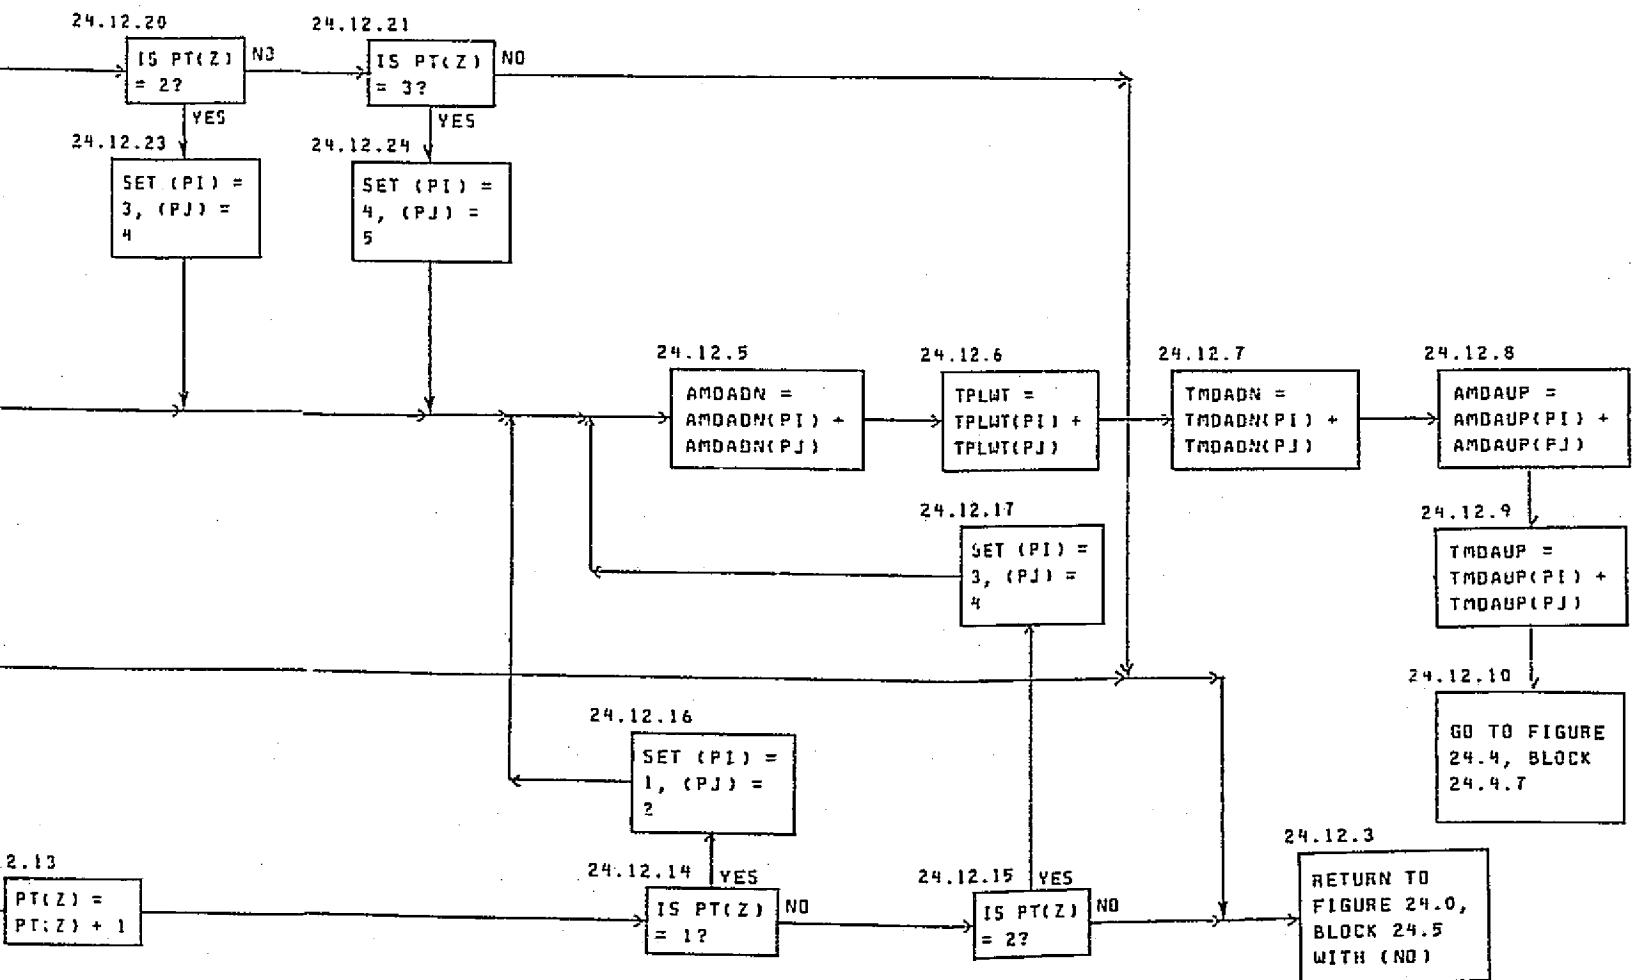 24.12.20
IS PT(Z)
= 2?
NO
YES
24.12.21
IS PT(Z)
= 3?
NO
YES
24.12.23
SET (PI) =
3, (PJ) =
4
24.12.24
SET (PI) =
4, (PJ) =
5
24.12.5
AMDADN =
AMDADN(PI) +
AMDADN(PJ)
24.12.6
TPLWT =
TPLWT(PI) +
TPLWT(PJ)
24.12.7
TMDADN =
TMDADN(PI) +
TMDADN(PJ)
24.12.8
AMDAUP =
AMDAUP(PI) +
AMDAUP(PJ)
24.12.17
SET (PI) =
3, (PJ) =
4
24.12.9
TMDAUP =
TMDAUP(PI) +
TMDAUP(PJ)
24.12.10
GO TO FIGURE
24.4, BLOCK
24.4.7
24.12.16
SET (PI) =
1, (PJ) =
2
2.13
PT(Z) =
PT(Z) + 1
24.12.14
YES
IS PT(Z)
= 1?
NO
24.12.15
YES
IS PT(Z)
= 2?
NO
24.12.3
RETURN TO
FIGURE 24.0,
BLOCK 24.5
WITH (NO)